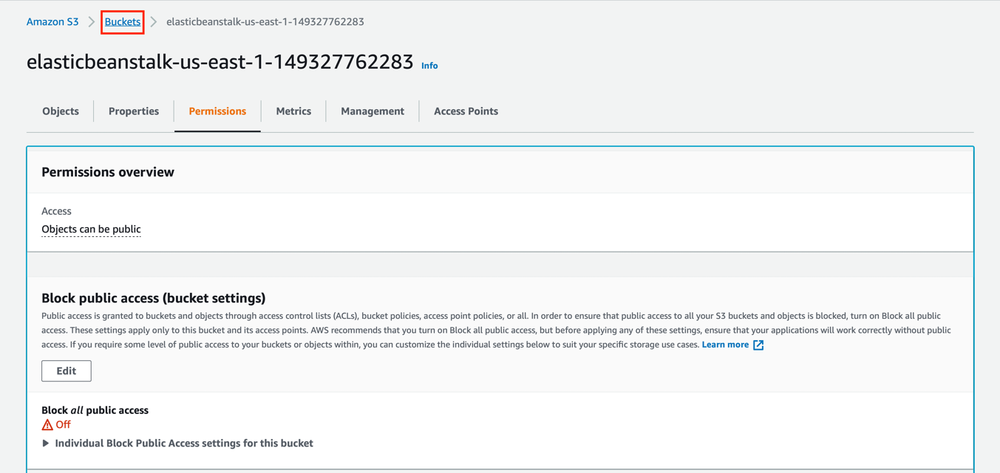 Amazon S3 Buckets elasticbeanstalk-us-east-1-149327762283
elasticbeanstalk-us-east-1-149327762283 Info
Objects Properties Permissions Metrics Management Access Points
Permissions overview
Access
Objects can be public
Block public access (bucket settings)
Public access is granted to buckets and objects through access control lists (ACLs), bucket policies, access point policies, or all. In order to ensure that public access to all your S3 buckets and objects is blocked, turn on Block all public
access. These settings apply only to this bucket and its access points. AWS recommends that you turn on Block all public access, but before applying any of these settings, ensure that your applications will work correctly without public
access. If you require some level of public access to your buckets or objects within, you can customize the individual settings below to suit your specific storage use cases. Learn more
Edit
Block all public access
Off
Individual Block Public Access settings for this bucket